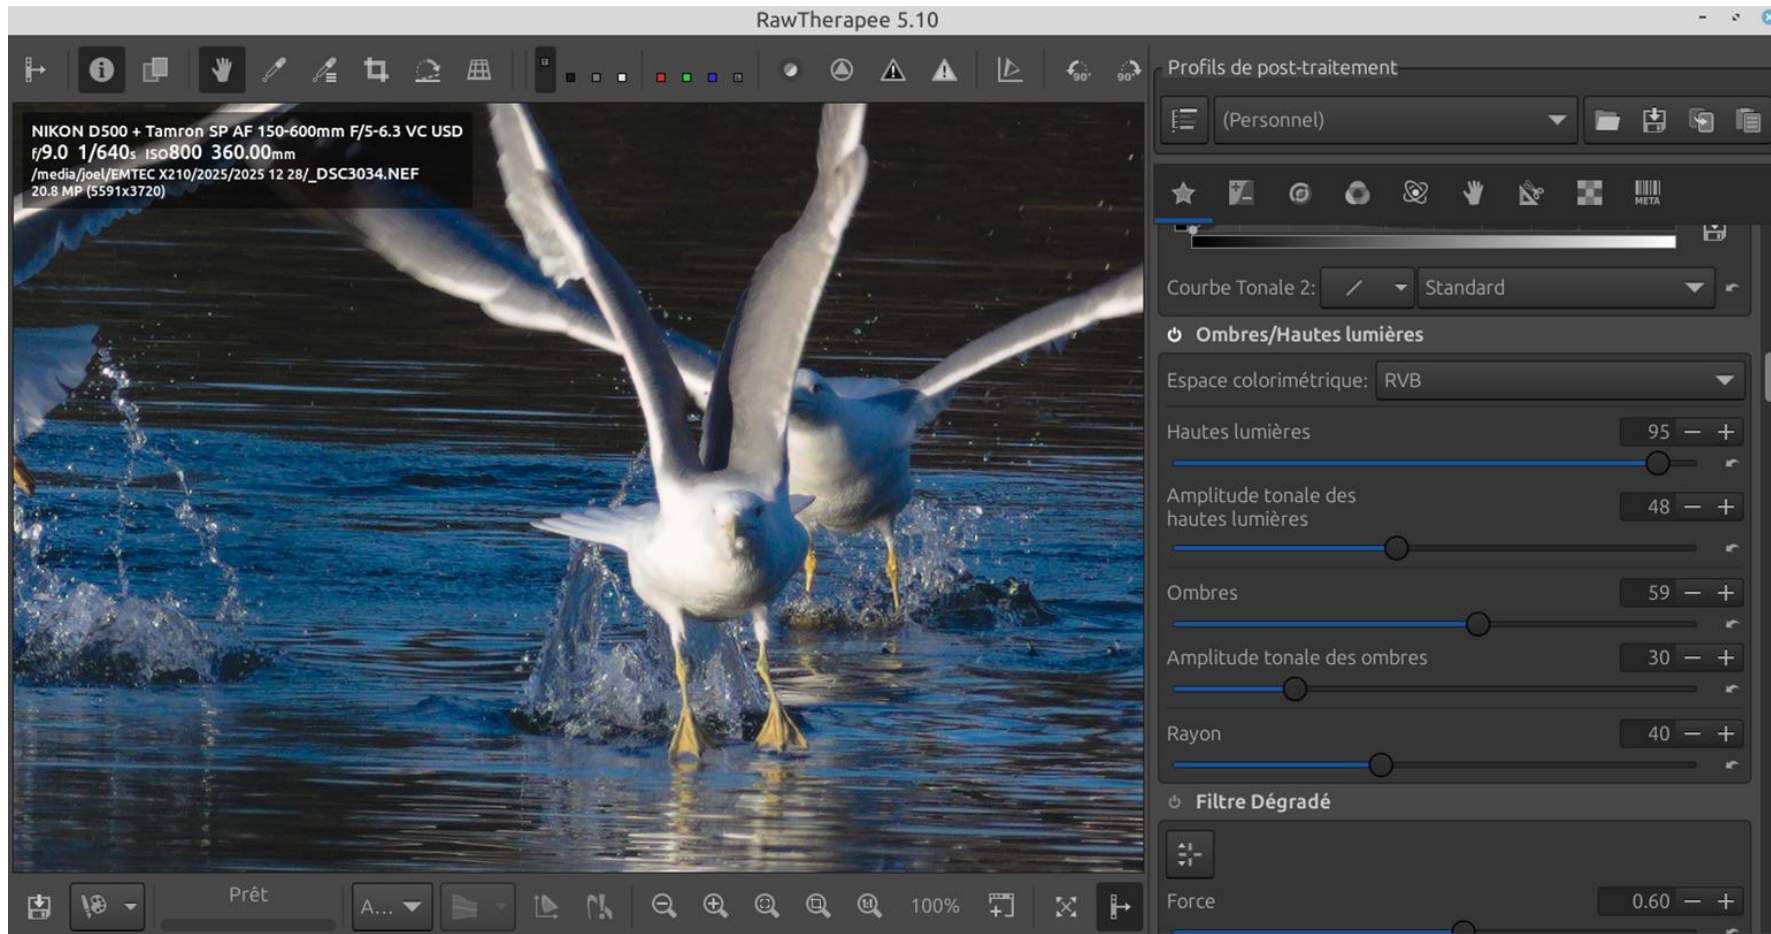 RawTherapee 5.10
NIKON D500 + Tamron SP AF 150-600mm F/5-6.3 VC USD
f/9.0 1/640s ISO800 360.00mm
/media/joel/EMTEC X210/2025/2025 12 28/_DSC3034.NEF
20.8 MP (5591x3720)
Profils de post-traitement
(Personnel)
META
Courbe Tonale 2: Standard
Ombres/Hautes lumières
Espace colorimétrique: RVB
Hautes lumières 95
Amplitude tonale des
hautes lumières 48
Ombres 59
Amplitude tonale des ombres 30
Rayon 40
Filtre Dégradé
Force 0.60
Prêt
A...
1:1
100%
90°
90°